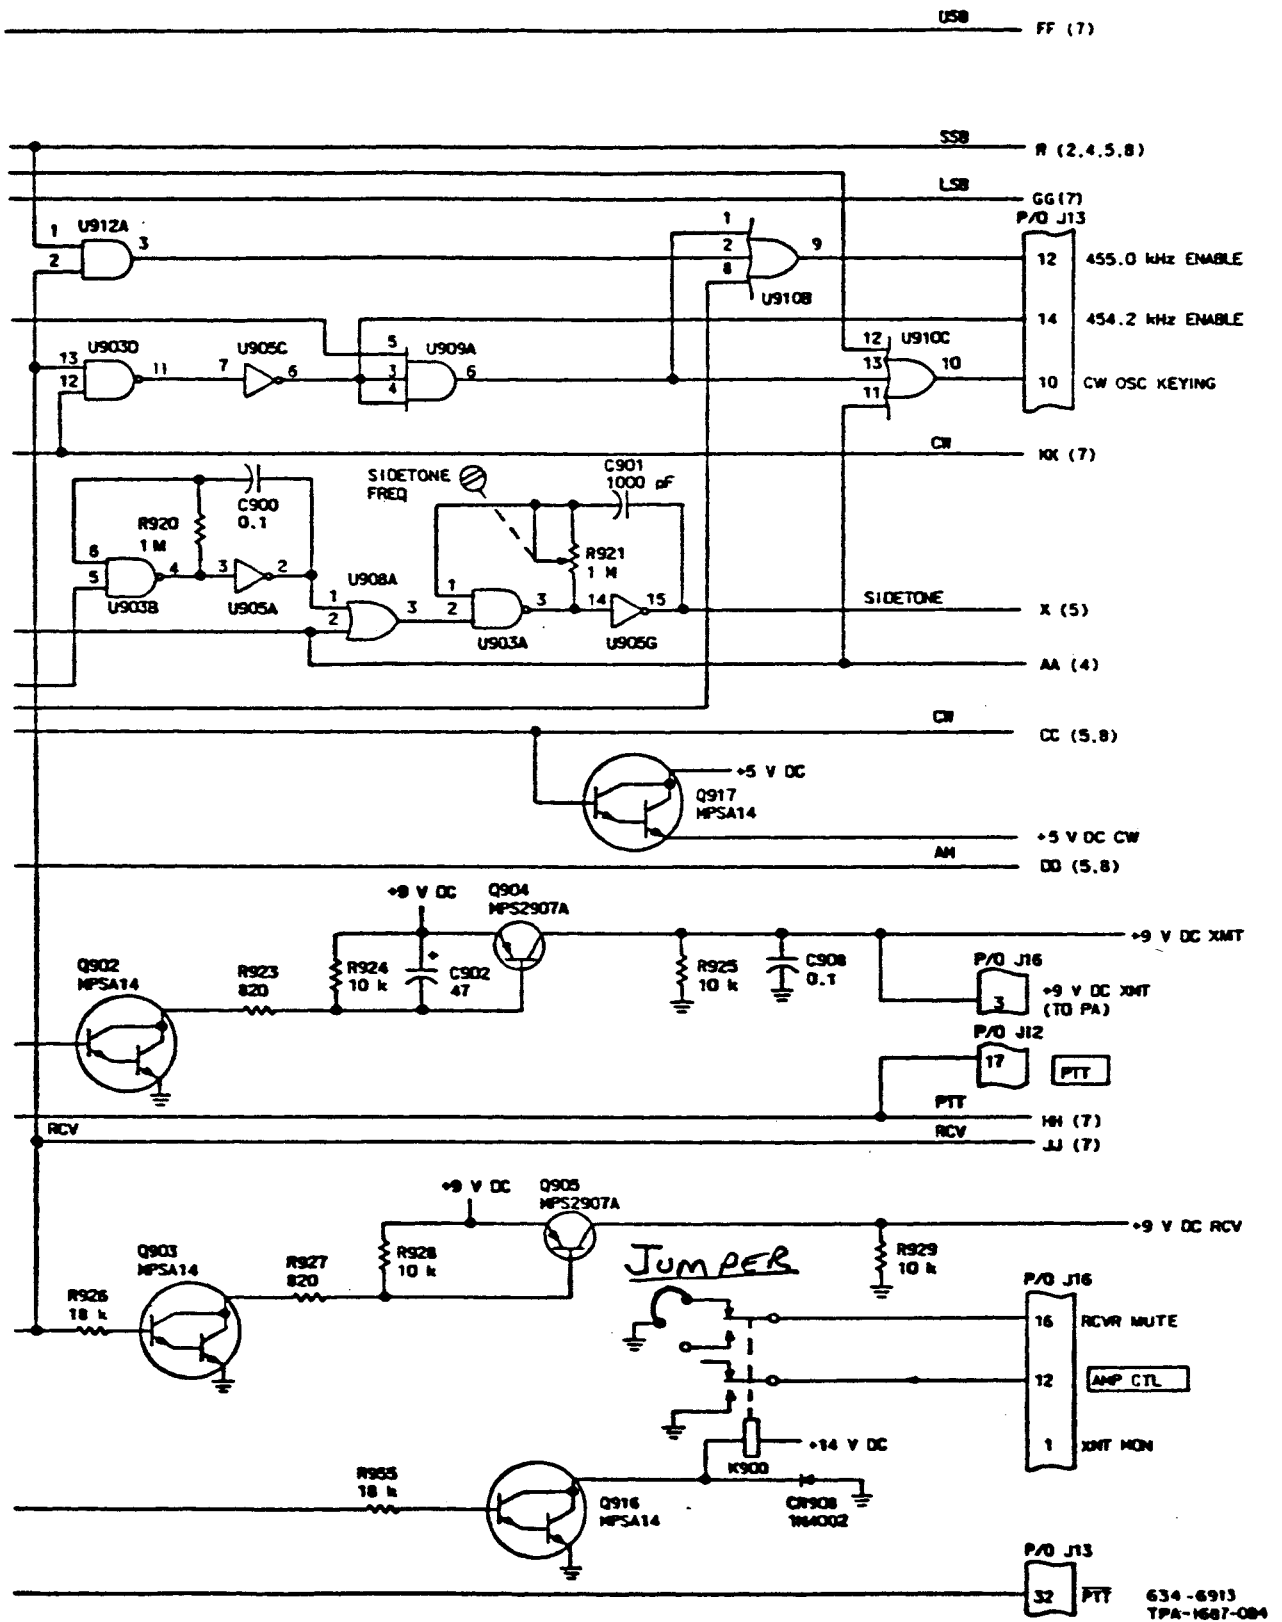 USB
FF (7)
SSB
R (2,4,5,8)
LSB
GG(7)
P/O J13
U912A
1
2
3
1
2
8
9
U910B
12
455.0 kHz ENABLE
14
454.2 kHz ENABLE
U903D
13
12
11
U905C
7
6
5
3
4
U909A
6
12
13
11
U910C
10
10
CW OSC KEYING
CW
KK (7)
C900
0.1
R920
1 M
SIDETONE
FREQ
C901
1000 pF
R921
1 M
6
5
4
U903B
3
2
U905A
U908A
1
2
3
1
2
3
U903A
14
15
U905G
SIDETONE
X (5)
AA (4)
CW
CC (5,8)
+5 V DC
Q917
MPSA14
+5 V DC CW
AM
DD (5,8)
+9 V DC
Q904
MPS2907A
+9 V DC XMT
Q902
MPSA14
R923
820
R924
10 k
C902
47
+
R925
10 k
C908
0.1
P/O J16
3
+9 V DC XMT
(TO PA)
P/O J12
17
PTT
PTT
HH (7)
RCV
RCV
JJ (7)
+9 V DC
Q905
MPS2907A
+9 V DC RCV
Q903
MPSA14
R927
820
R928
10 k
R929
10 k
JUMPER
R926
18 k
P/O J16
16
RCVR MUTE
12
AMP CTL
1
XMT MON
+14 V DC
K900
R955
18 k
Q916
MPSA14
CR908
1N4002
P/O J13
32
PTT
634-6913
TPA-1687-084